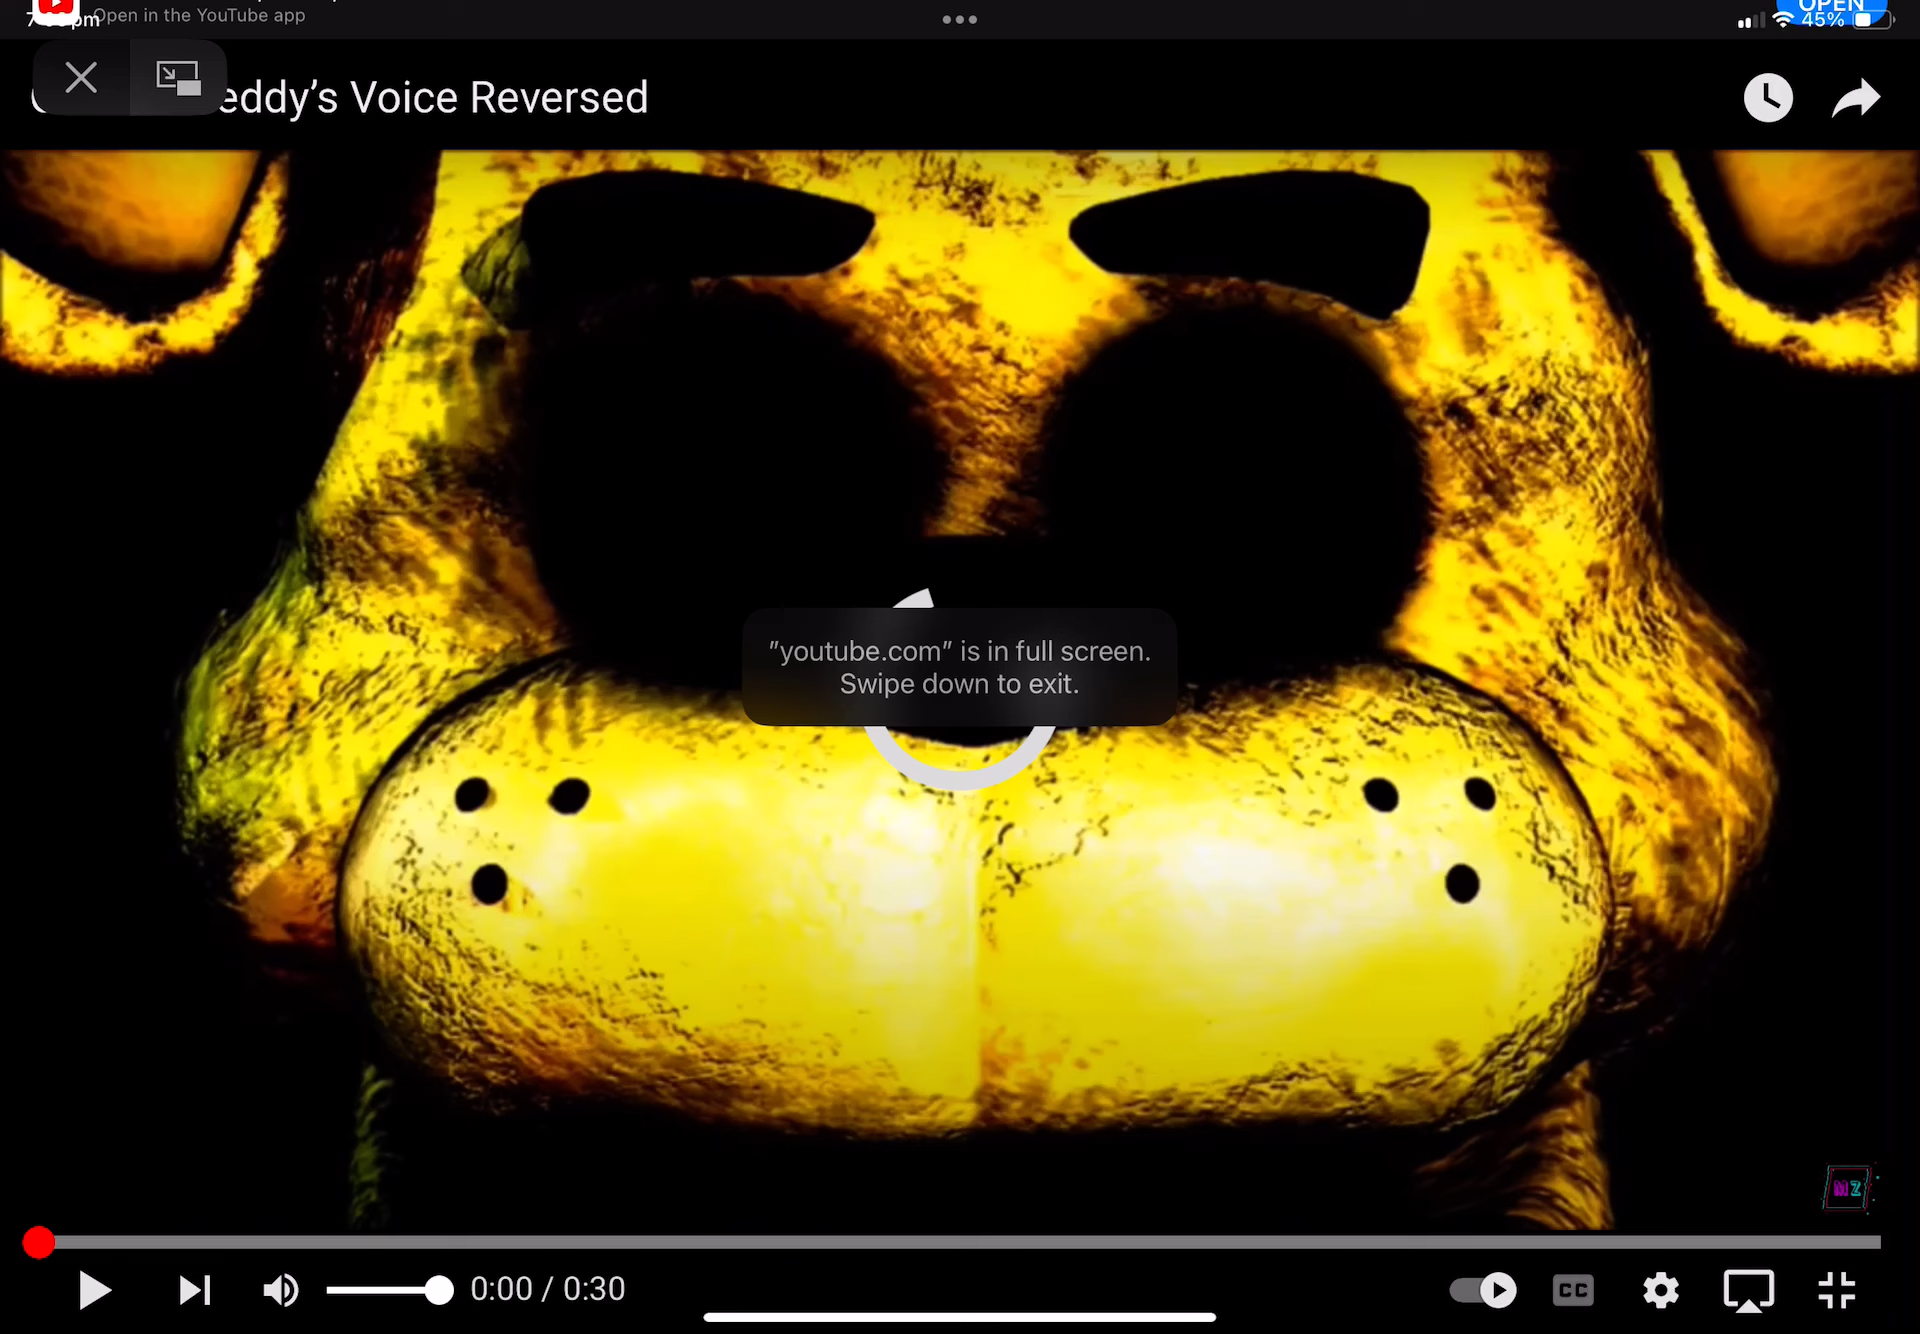 Open in the YouTube app
OPEN
45%
eddy’s Voice Reversed
"youtube.com" is in full screen.
Swipe down to exit.
MZ
0:00 / 0:30
CC